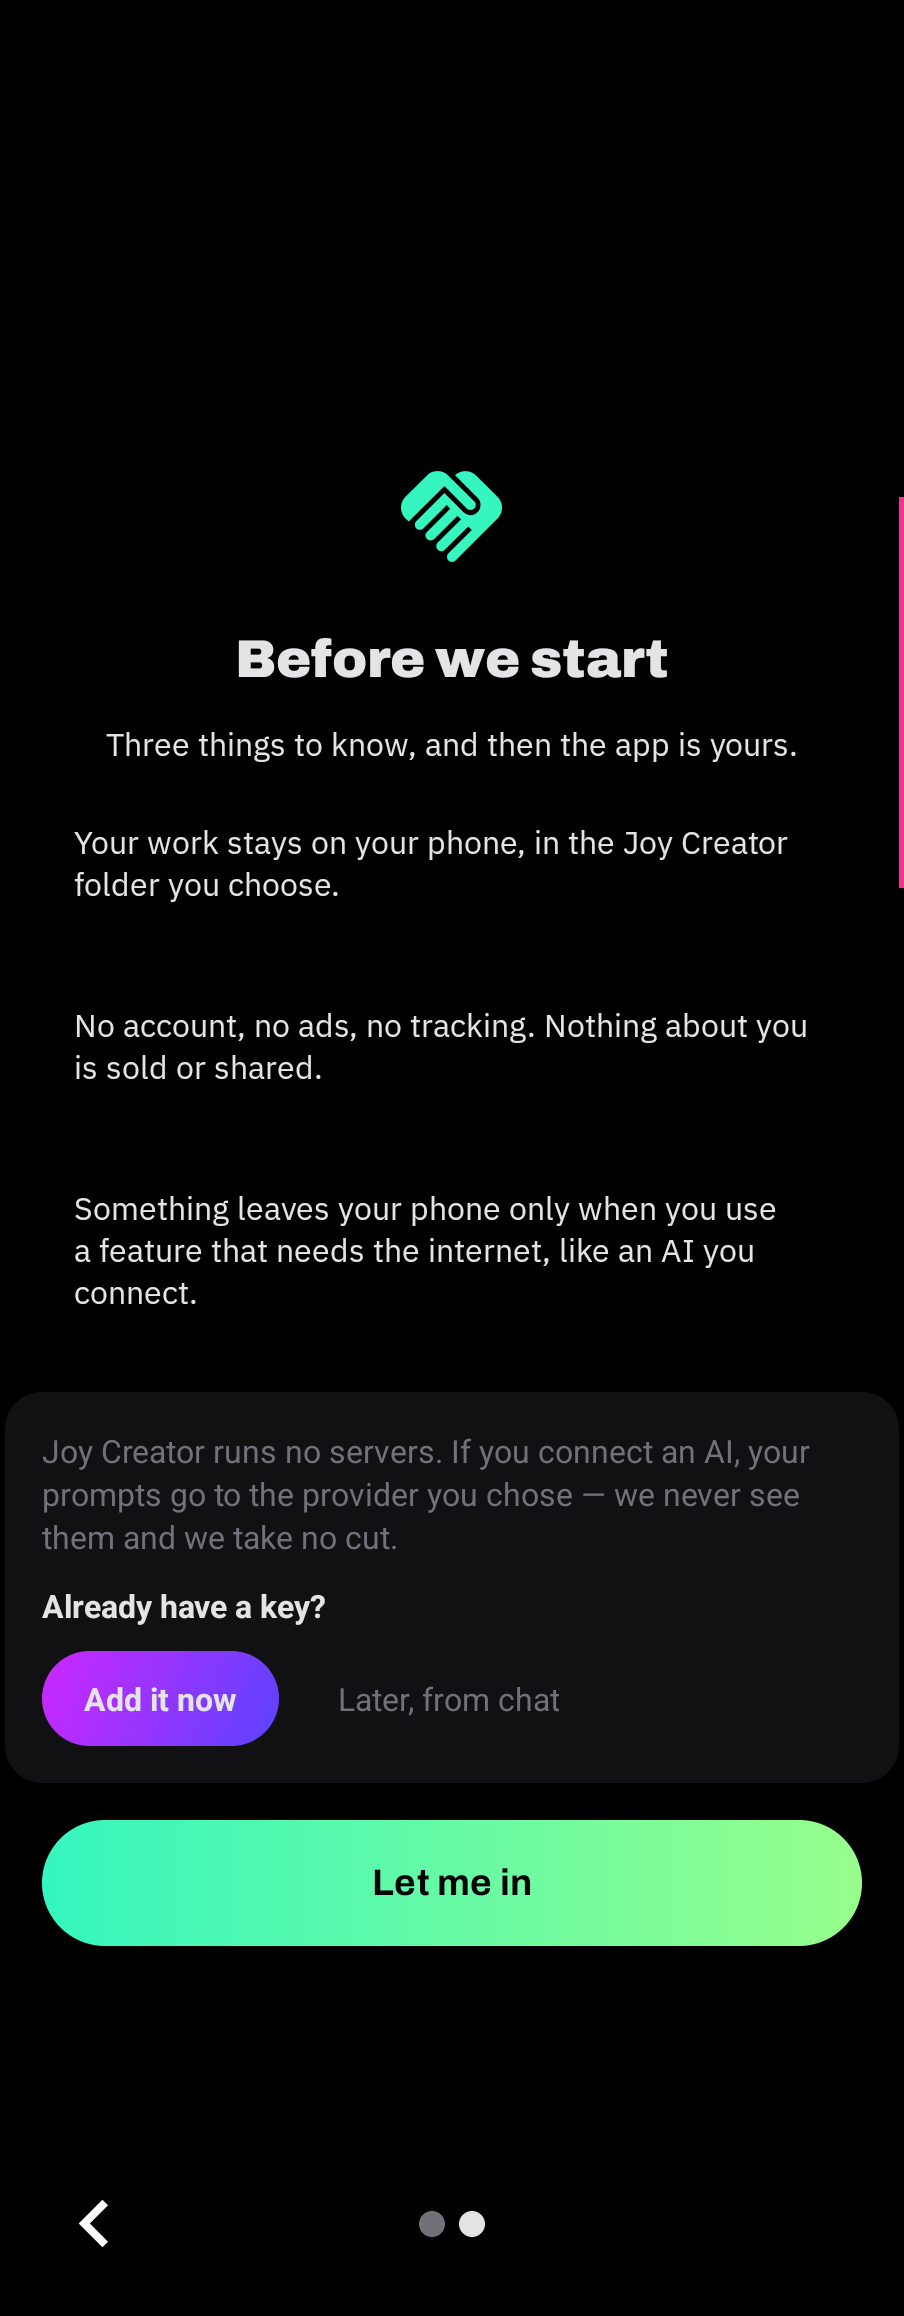 Before we start
Three things to know, and then the app is yours.
Your work stays on your phone, in the Joy Creator
folder you choose.
No account, no ads, no tracking. Nothing about you
is sold or shared.
Something leaves your phone only when you use
a feature that needs the internet, like an AI you
connect.
Joy Creator runs no servers. If you connect an AI, your
prompts go to the provider you chose — we never see
them and we take no cut.
Already have a key?
Add it now
Later, from chat
Let me in